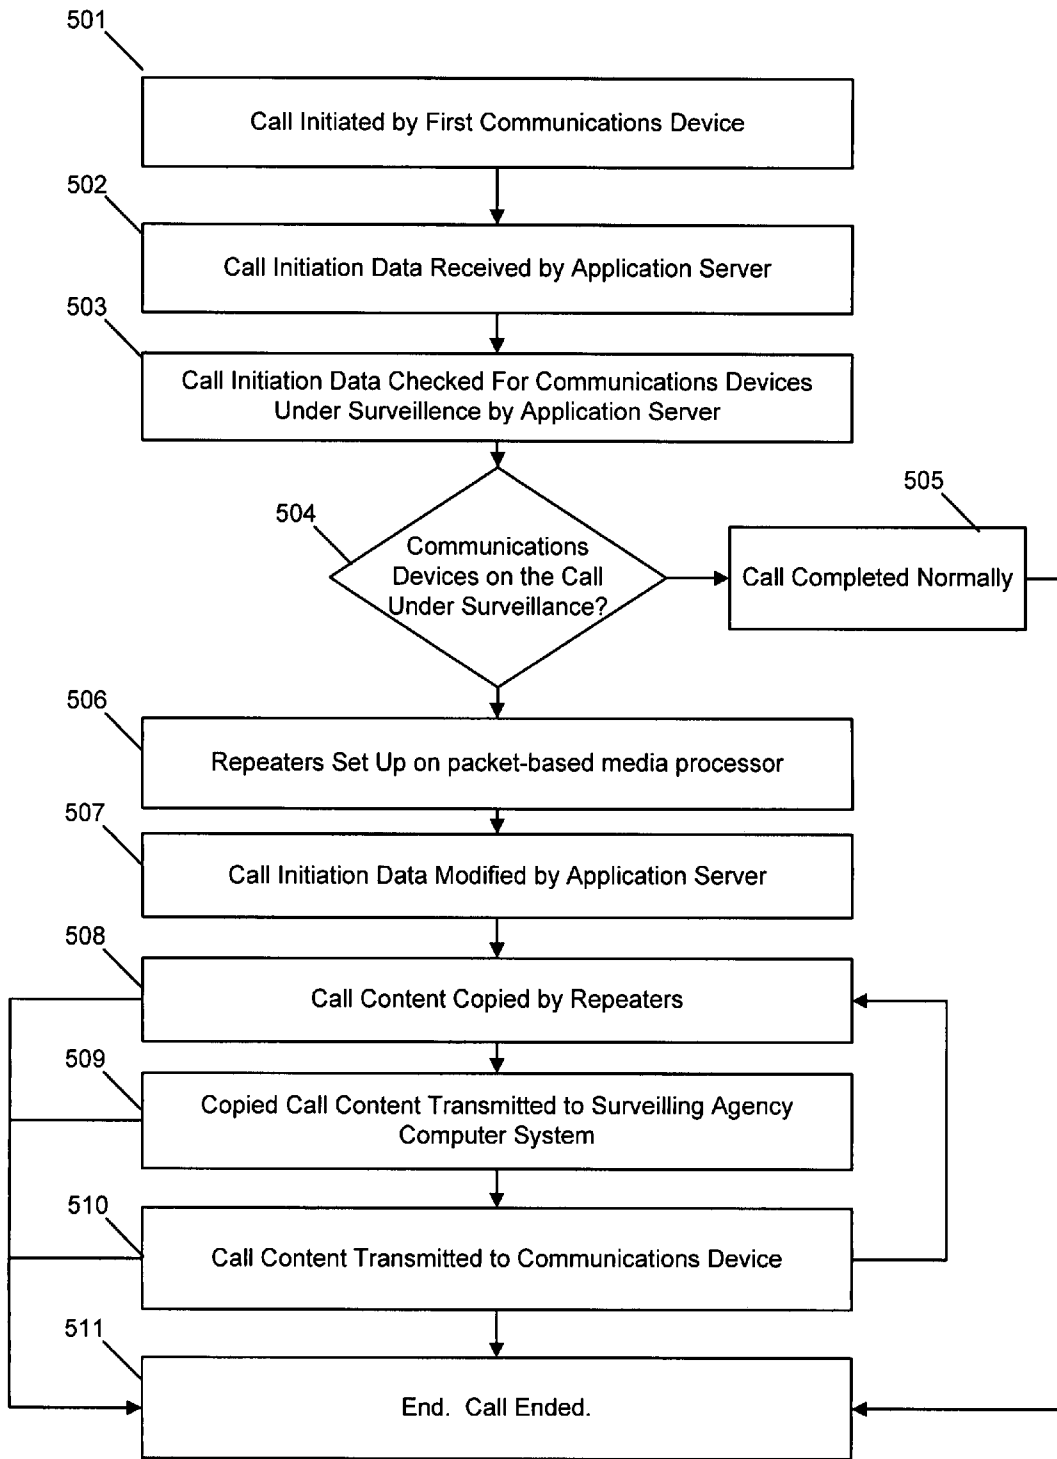 501
Call Initiated by First Communications Device
502
Call Initiation Data Received by Application Server
503
Call Initiation Data Checked For Communications Devices
Under Surveillence by Application Server
504
Communications
Devices on the Call
Under Surveillance?
505
Call Completed Normally
506
Repeaters Set Up on packet-based media processor
507
Call Initiation Data Modified by Application Server
508
Call Content Copied by Repeaters
509
Copied Call Content Transmitted to Surveilling Agency
Computer System
510
Call Content Transmitted to Communications Device
511
End. Call Ended.